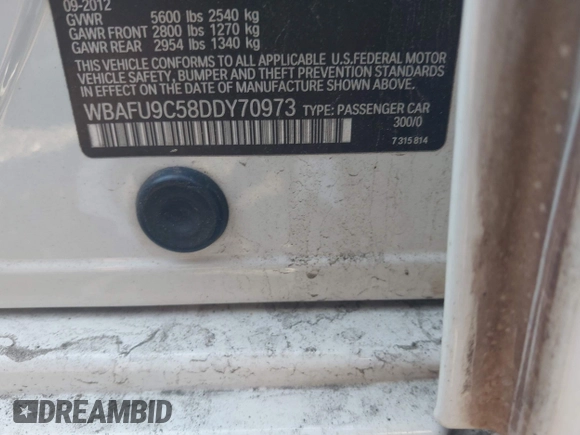 09-2012
GVWR 5600 lbs 2540 kg
GAWR FRONT 2800 lbs 1270 kg
GAWR REAR 2954 lbs 1340 kg
THIS VEHICLE CONFORMS TO ALL APPLICABLE U.S.FEDERAL MOTOR
VEHICLE SAFETY, BUMPER AND THEFT PREVENTION STANDARDS
IN EFFECT ON THE DATE OF MANUFACTURE SHOWN ABOVE.
WBAFU9C58DDY70973 TYPE: PASSENGER CAR
300/0
7 315 814
DREAMBID